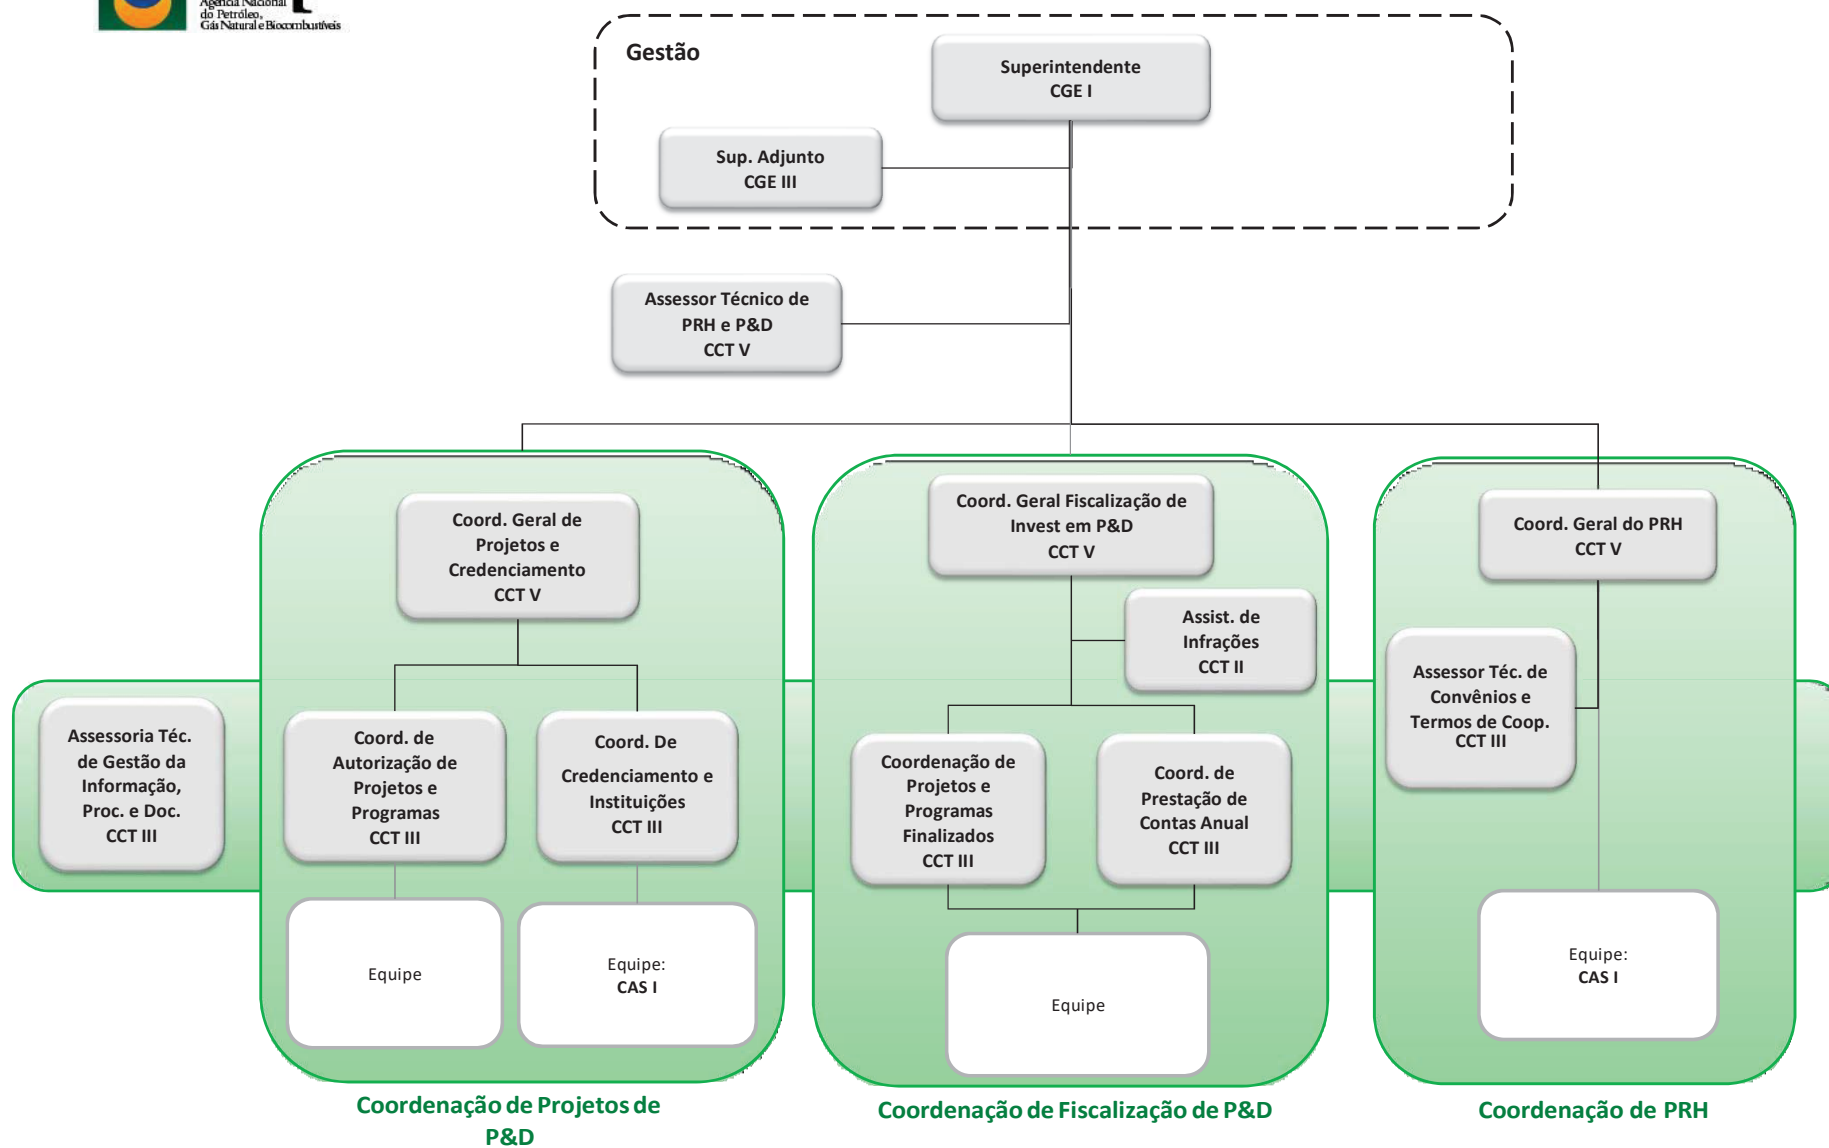 Agência Nacional
do Petróleo,
Gás Natural e Biocombustíveis
Gestão
Superintendente
CGE I
Sup. Adjunto
CGE III
Assessor Técnico de
PRH e P&D
CCT V
Coord. Geral de
Projetos e
Credenciamento
CCT V
Coord. Geral Fiscalização de
Invest em P&D
CCT V
Coord. Geral do PRH
CCT V
Assist. de
Infrações
CCT II
Assessor Téc. de
Convênios e
Termos de Coop.
CCT III
Assessoria Téc.
de Gestão da
Informação,
Proc. e Doc.
CCT III
Coord. de
Autorização de
Projetos e
Programas
CCT III
Coord. De
Credenciamento e
Instituições
CCT III
Coordenação de
Projetos e
Programas
Finalizados
CCT III
Coord. de
Prestação de
Contas Anual
CCT III
Equipe
Equipe:
CAS I
Equipe
Equipe:
CAS I
Coordenação de Projetos de
P&D
Coordenação de Fiscalização de P&D
Coordenação de PRH